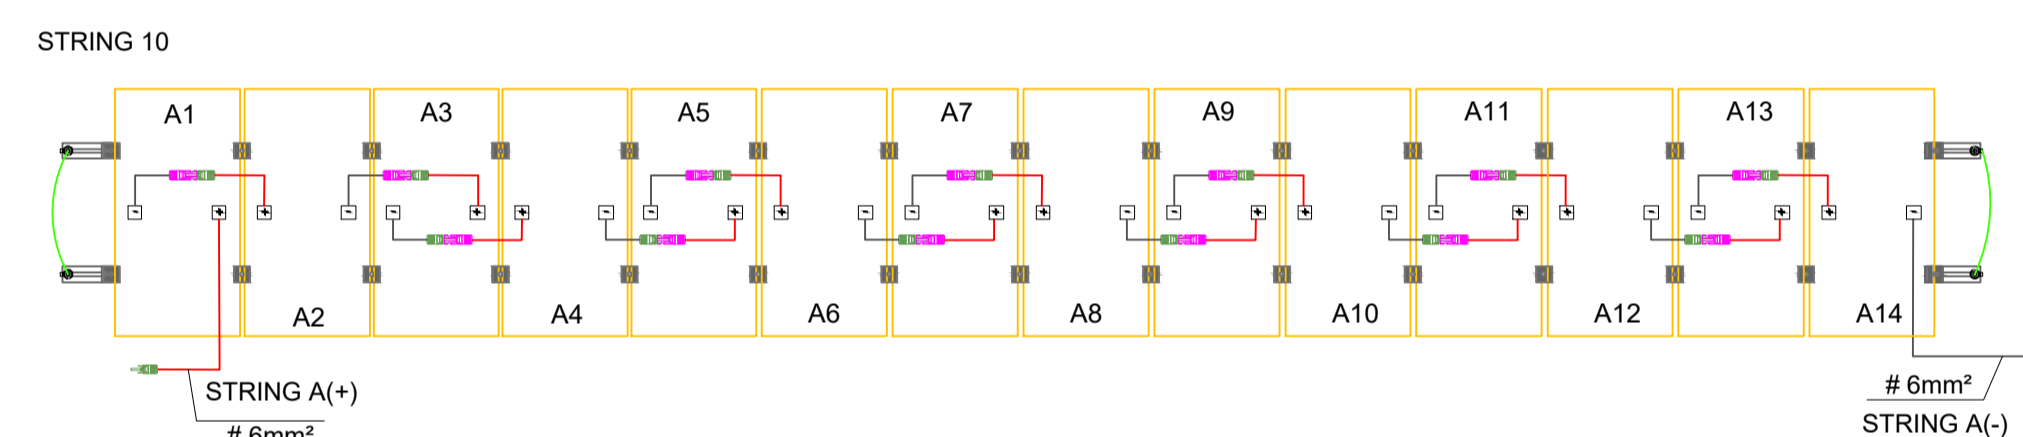 STRING 10
A1
A3
A5
A7
A9
A11
A13
A2
A4
A6
A8
A10
A12
A14
STRING A(+)
# 6mm²
# 6mm²
STRING A(-)